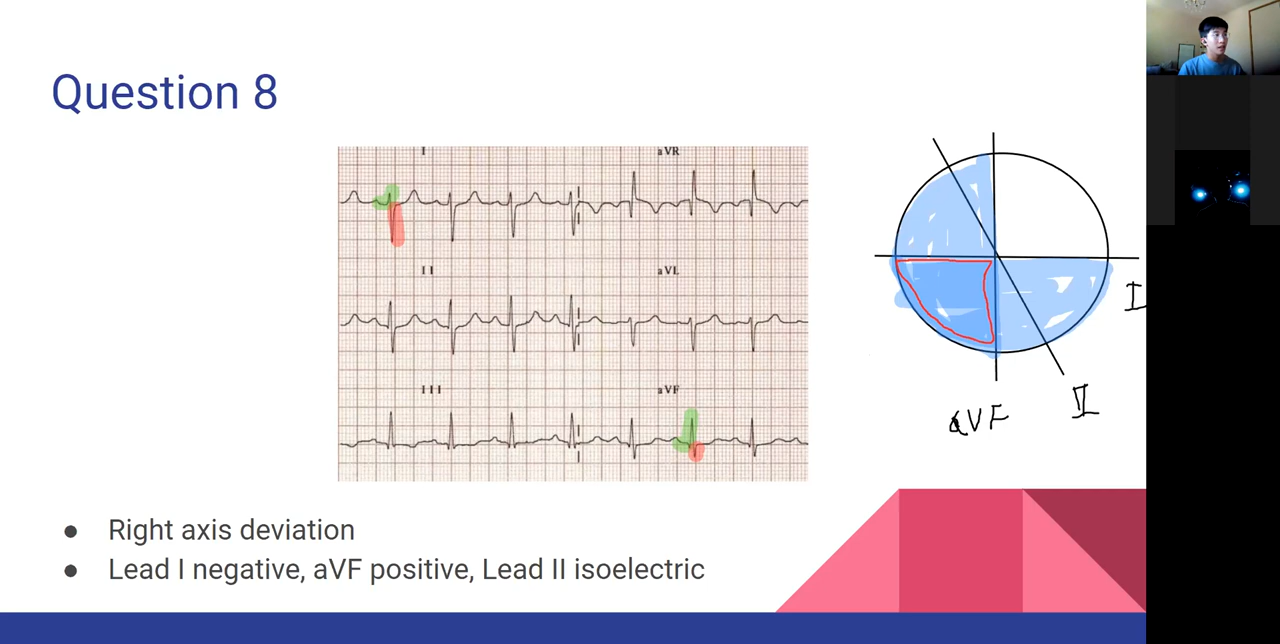 Question 8
I
aVR
II
aVL
III
aVF
I
II
aVF
Right axis deviation
Lead I negative, aVF positive, Lead II isoelectric